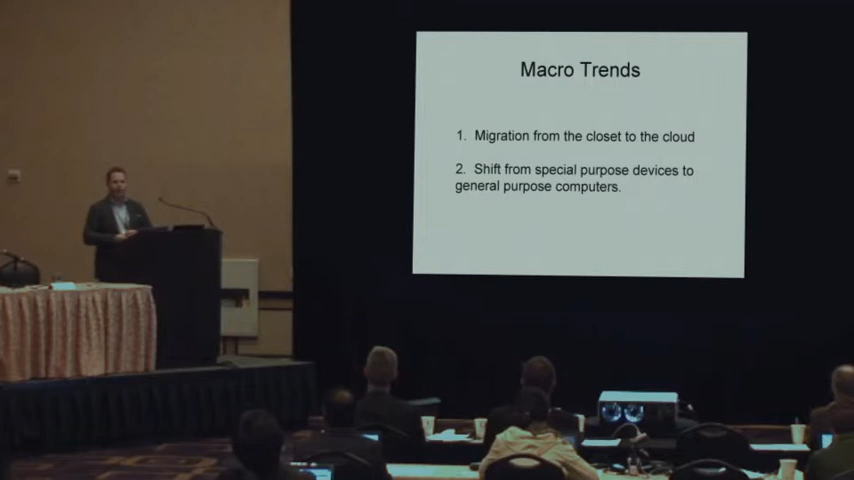 Macro Trends
1. Migration from the closet to the cloud
2. Shift from special purpose devices to
general purpose computers.